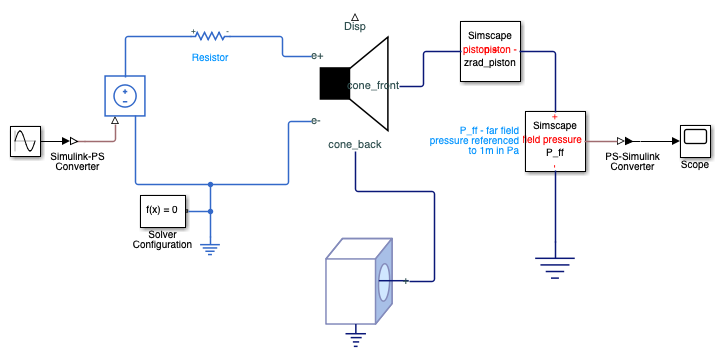 Disp
+ -
Resistor
e+
+
-
cone_front
e-
cone_back
Simulink-PS
Converter
f(x) = 0
Solver
Configuration
+
Simscape
piston -
zrad_piston
P_ff - far field
pressure referenced
to 1m in Pa
+
Simscape
field pressure
P_ff
-
PS-Simulink
Converter
Scope